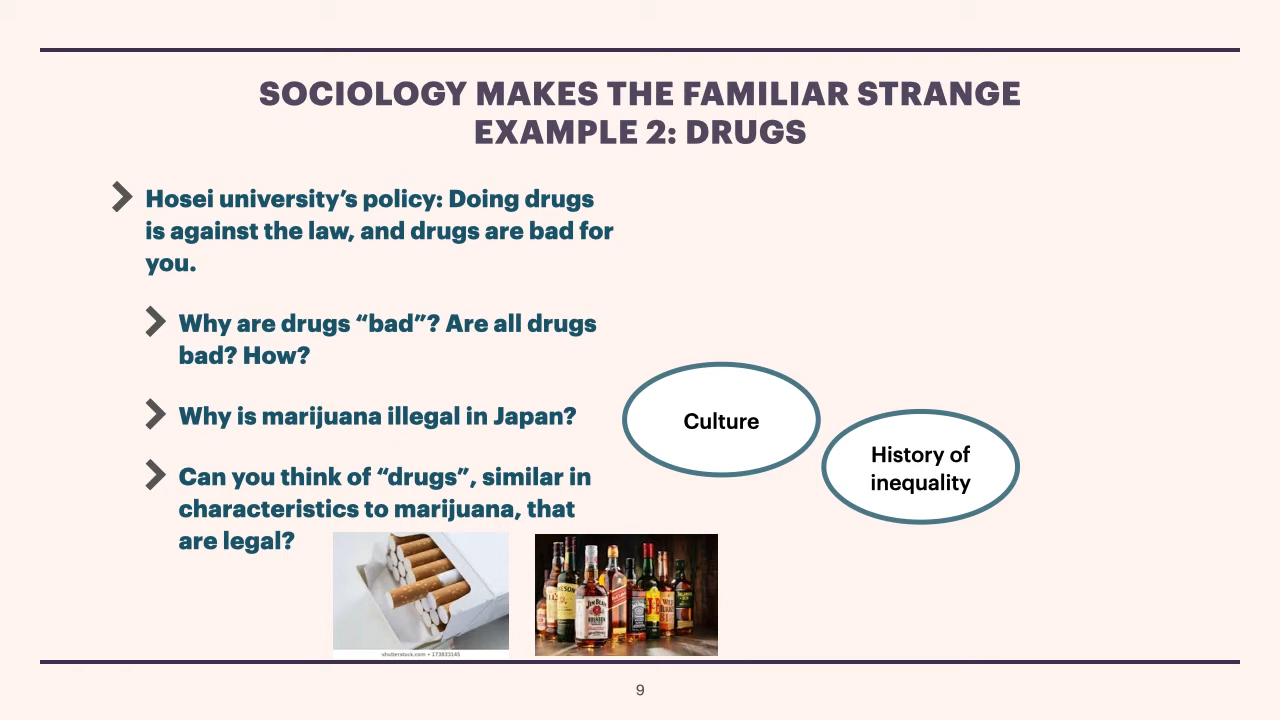 SOCIOLOGY MAKES THE FAMILIAR STRANGE
EXAMPLE 2: DRUGS
Hosei university’s policy: Doing drugs
is against the law, and drugs are bad for
you.
Why are drugs “bad”? Are all drugs
bad? How?
Why is marijuana illegal in Japan?
Can you think of “drugs”, similar in
characteristics to marijuana, that
are legal?
Culture
History of
inequality
shutterstock.com • 173833145
JIM BEAM
9